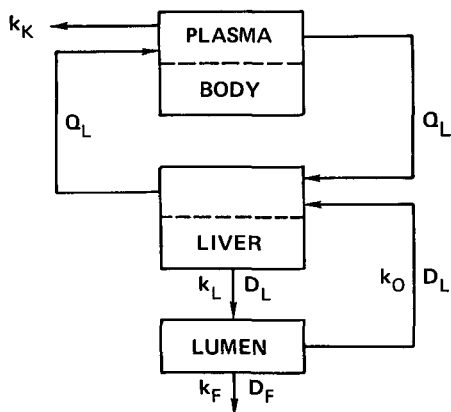 k_K
PLASMA
BODY
Q_L
Q_L
LIVER
k_L D_L
k_O D_L
LUMEN
k_F D_F